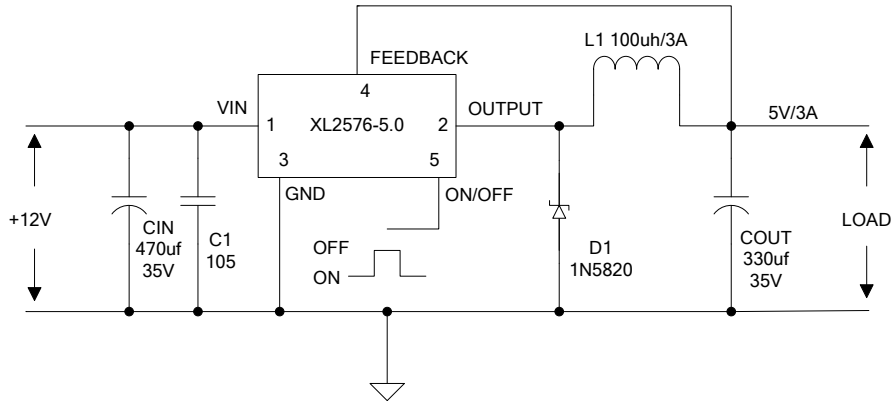 L1 100uh/3A
FEEDBACK
4
VIN
OUTPUT
5V/3A
1
XL2576-5.0
2
3
5
GND
ON/OFF
+12V
CIN
470uf
35V
C1
105
OFF
ON
D1
1N5820
COUT
330uf
35V
LOAD